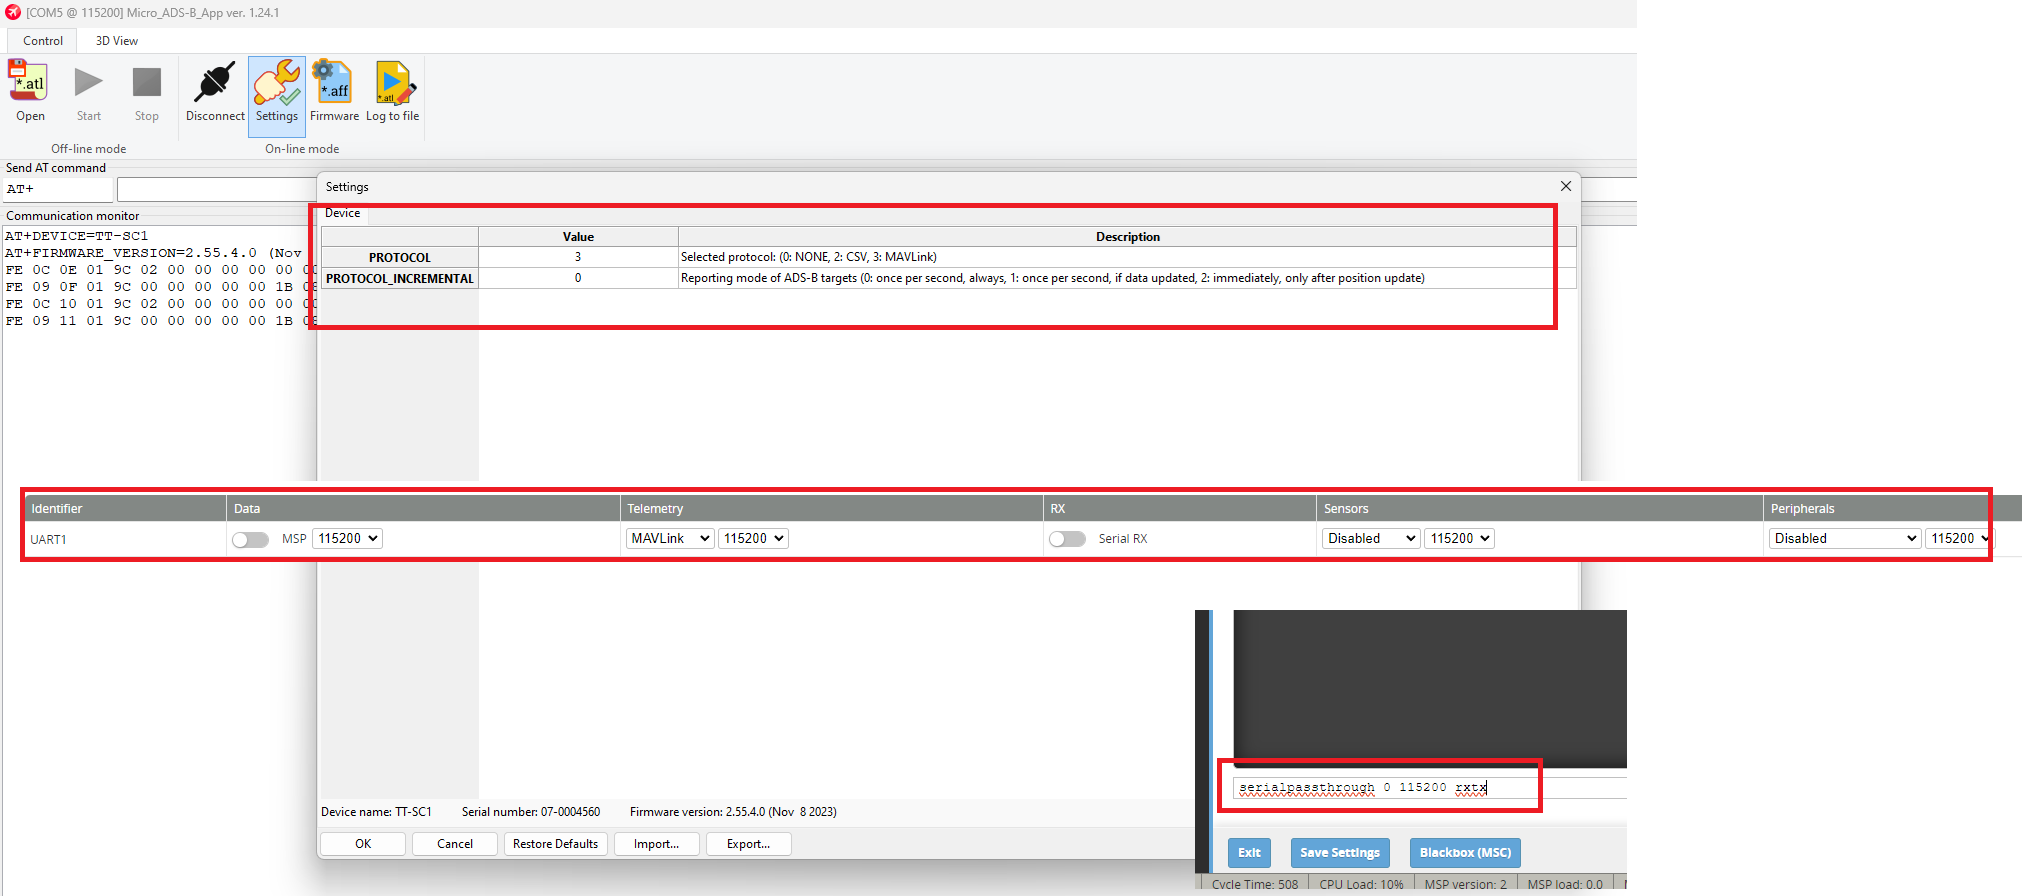 [COM5 @ 115200] Micro_ADS-B_App ver. 1.24.1
Control 3D View
*.atl *.aff *.atl
Open Start Stop Disconnect Settings Firmware Log to file
Off-line mode On-line mode
Send AT command
AT+
Communication monitor
AT+DEVICE=TT-SC1
AT+FIRMWARE_VERSION=2.55.4.0 (Nov
FE 0C 0E 01 9C 02 00 00 00 00 00 00
FE 09 0F 01 9C 00 00 00 00 00 1B
FE 0C 10 01 9C 02 00 00 00 00 00 00
FE 09 11 01 9C 00 00 00 00 00 1B
Settings
Device
Value Description
PROTOCOL 3 Selected protocol: (0: NONE, 2: CSV, 3: MAVLink)
PROTOCOL_INCREMENTAL 0 Reporting mode of ADS-B targets (0: once per second, always, 1: once per second, if data updated, 2: immediately, only after position update)
Identifier Data Telemetry RX Sensors Peripherals
UART1 MSP 115200 MAVLink 115200 Serial RX Disabled 115200 Disabled 115200
serialpassthrough 0 115200 rxtx
Device name: TT-SC1 Serial number: 07-0004560 Firmware version: 2.55.4.0 (Nov 8 2023)
OK Cancel Restore Defaults Import... Export...
Exit Save Settings Blackbox (MSC)
Cycle Time: 508 CPU Load: 10% MSP version: 2 MSP load: 0.0